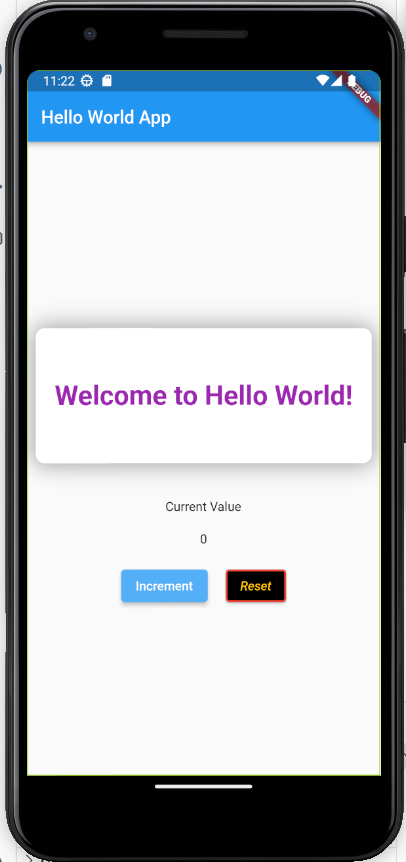 11:22
DEBUG
Hello World App
Welcome to Hello World!
Current Value
0
Increment
Reset